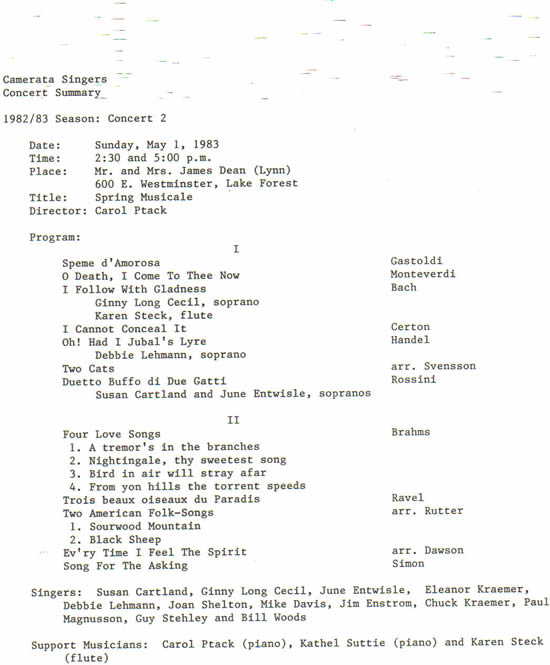 Camerata Singers
Concert Summary
1982/83 Season: Concert 2
Date: Sunday, May 1, 1983
Time: 2:30 and 5:00 p.m.
Place: Mr. and Mrs. James Dean (Lynn)
600 E. Westminster, Lake Forest
Title: Spring Musicale
Director: Carol Ptack
Program:
I
Speme d'Amorosa Gastoldi
O Death, I Come To Thee Now Monteverdi
I Follow With Gladness Bach
Ginny Long Cecil, soprano
Karen Steck, flute
I Cannot Conceal It Certon
Oh! Had I Jubal's Lyre Handel
Debbie Lehmann, soprano
Two Cats arr. Svensson
Duetto Buffo di Due Gatti Rossini
Susan Cartland and June Entwisle, sopranos
II
Four Love Songs Brahms
1. A tremor's in the branches
2. Nightingale, thy sweetest song
3. Bird in air will stray afar
4. From yon hills the torrent speeds
Trois beaux oiseaux du Paradis Ravel
Two American Folk-Songs arr. Rutter
1. Sourwood Mountain
2. Black Sheep
Ev'ry Time I Feel The Spirit arr. Dawson
Song For The Asking Simon
Singers: Susan Cartland, Ginny Long Cecil, June Entwisle, Eleanor Kraemer,
Debbie Lehmann, Joan Shelton, Mike Davis, Jim Enstrom, Chuck Kraemer, Paul
Magnusson, Guy Stehley and Bill Woods
Support Musicians: Carol Ptack (piano), Kathel Suttie (piano) and Karen Steck
(flute)